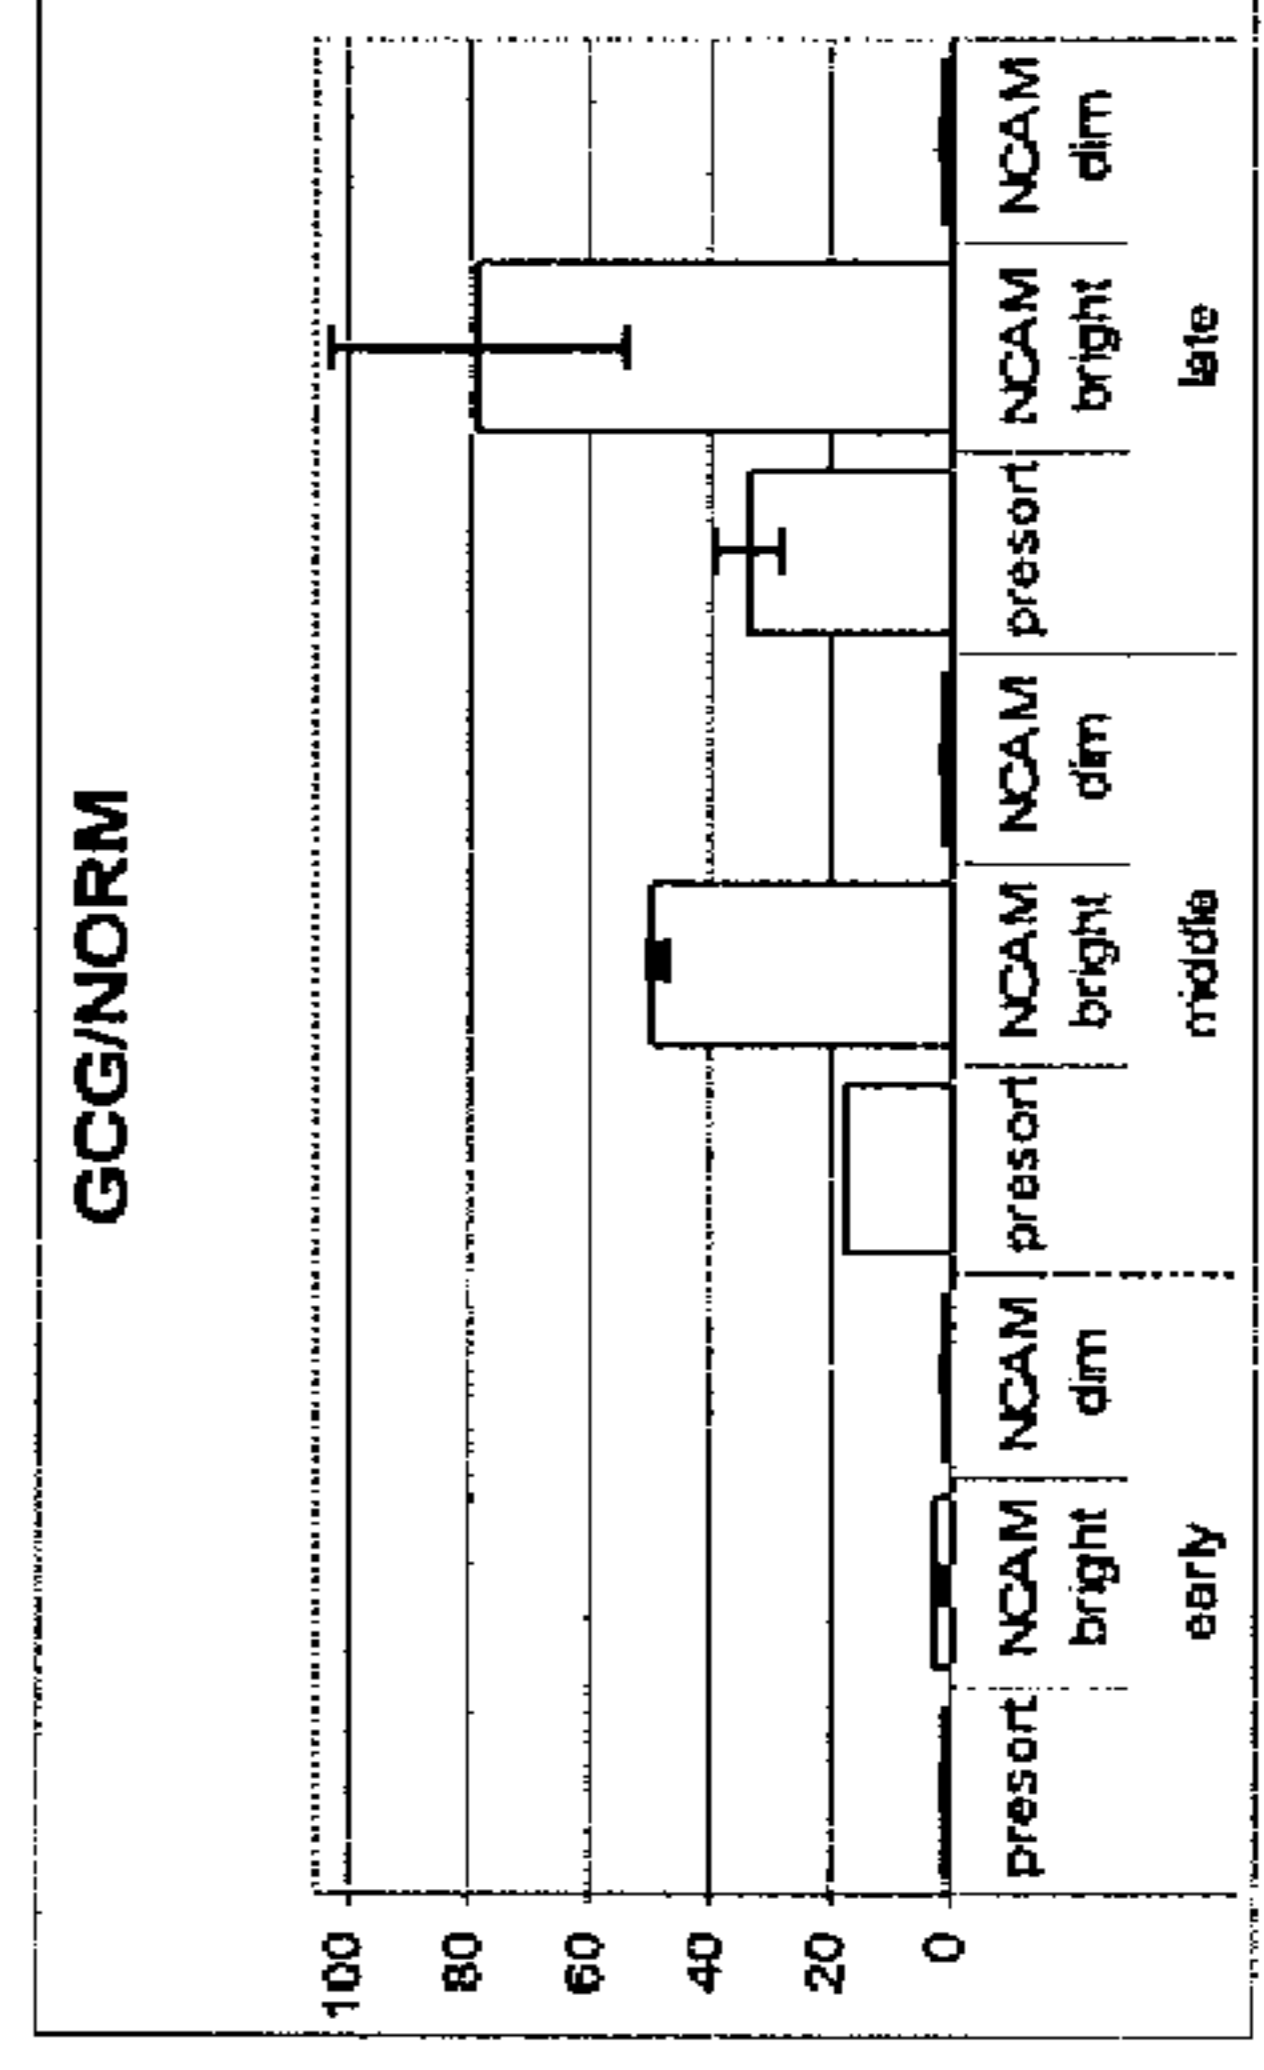 GCG/NORM
100
80
60
40
20
0
presort
NCAM
bright
NCAM
dim
presort
NCAM
bright
NCAM
dim
presort
NCAM
bright
NCAM
dim
early
middle
late